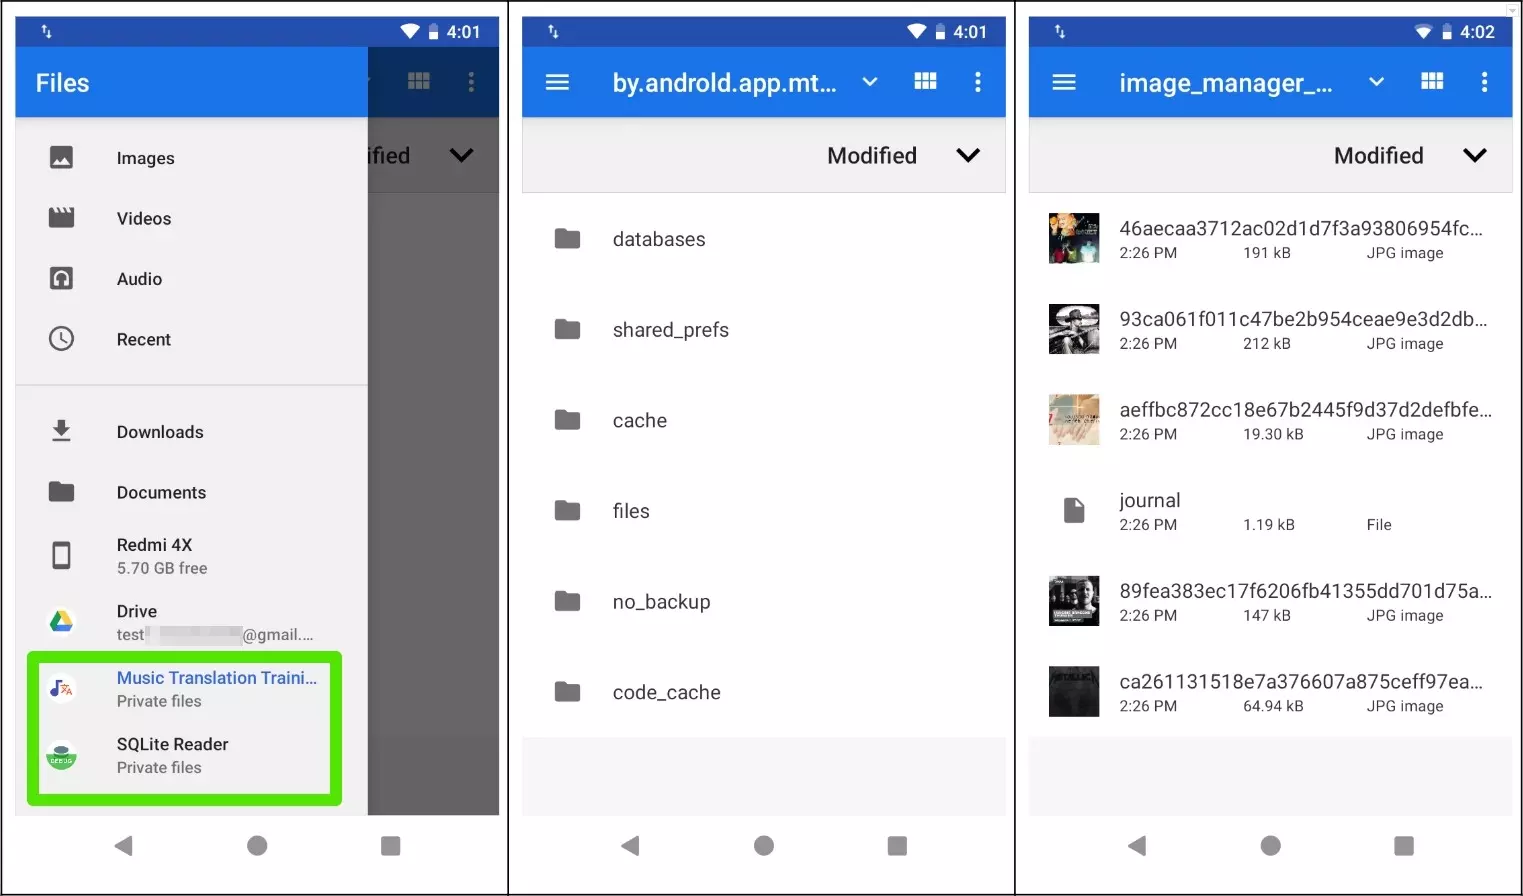 4:01
Files
ified
Images
Videos
Audio
Recent
Downloads
Documents
Redmi 4X
5.70 GB free
Drive
test @gmail....
Music Translation Traini...
Private files
SQLite Reader
Private files
4:01
by.androld.app.mt...
Modified
databases
shared_prefs
cache
files
no_backup
code_cache
4:02
image_manager_...
Modified
46aecaa3712ac02d1d7f3a93806954fc...
2:26 PM 191 kB JPG image
93ca061f011c47be2b954ceae9e3d2db...
2:26 PM 212 kB JPG image
aeffbc872cc18e67b2445f9d37d2defbfe...
2:26 PM 19.30 kB JPG image
journal
2:26 PM 1.19 kB File
89fea383ec17f6206fb41355dd701d75a...
2:26 PM 147 kB JPG image
ca261131518e7a376607a875ceff97ea...
2:26 PM 64.94 kB JPG image